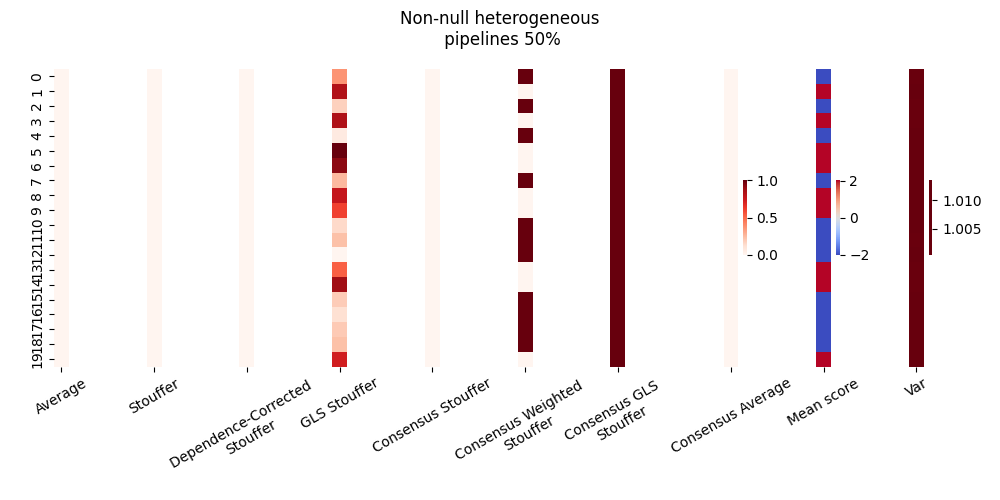 Non-null heterogeneous
pipelines 50%
0
1
2
3
4
5
6
7
8
9
10
11
12
13
14
15
16
17
18
19
1.0
0.5
0.0
2
0
−2
1.010
1.005
Average
Stouffer
Dependence-Corrected
Stouffer
GLS Stouffer
Consensus Stouffer
Consensus Weighted
Stouffer
Consensus GLS
Stouffer
Consensus Average
Mean score
Var